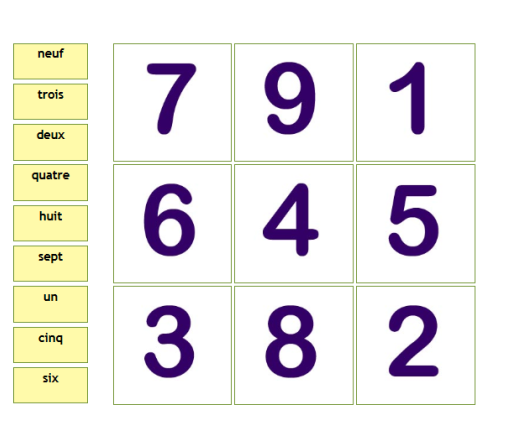 neuf
trois
deux
quatre
huit
sept
un
cinq
six
7 9 1
6 4 5
3 8 2